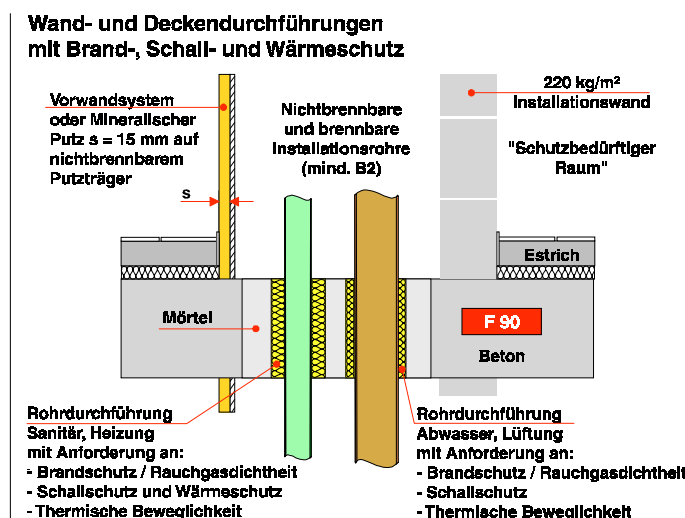 Wand- und Deckendurchführungen
mit Brand-, Schall- und Wärmeschutz
Vorwandsystem
oder Mineralischer
Putz s = 15 mm auf
nichtbrennbarem
Putzträger
s
Nichtbrennbare
und brennbare
Installationsrohre
(mind. B2)
220 kg/m²
Installationswand
"Schutzbedürftiger
Raum"
Estrich
Mörtel
F 90
Beton
Rohrdurchführung
Sanitär, Heizung
mit Anforderung an:
- Brandschutz / Rauchgasdichtheit
- Schallschutz und Wärmeschutz
- Thermische Beweglichkeit
Rohrdurchführung
Abwasser, Lüftung
mit Anforderung an:
- Brandschutz / Rauchgasdichtheit
- Schallschutz
- Thermische Beweglichkeit